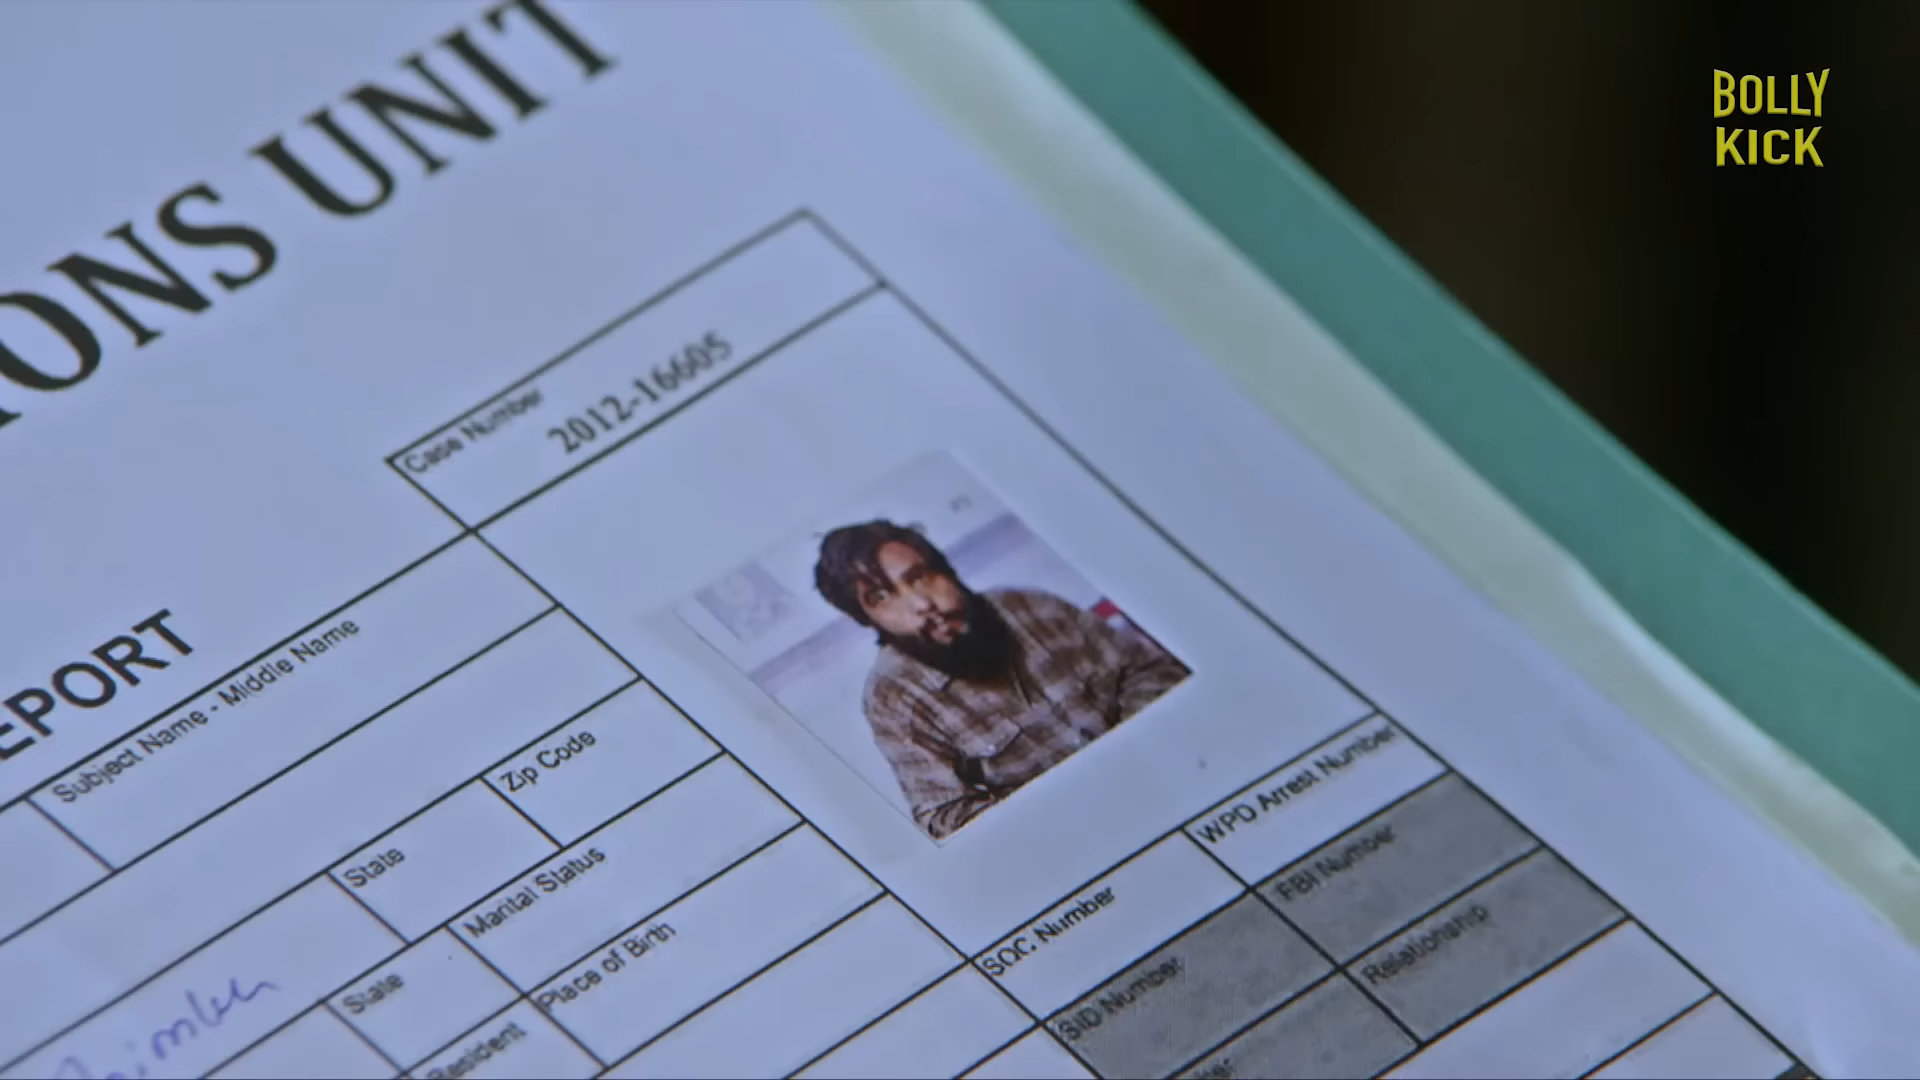 BOLLY
KICK
IONS UNIT
Case Number
2012-16605
EPORT
Subject Name - Middle Name
Zip Code
State
Marital Status
WPD Arrest Number
FBI Number
SOC Number
Place of Birth
State
Relationship
SID Number
Resident